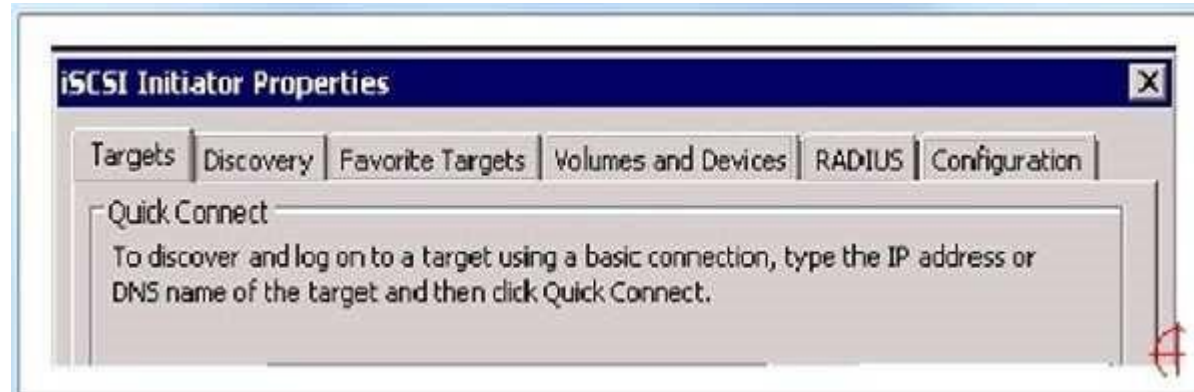 iSCSI Initiator Properties
Targets Discovery Favorite Targets Volumes and Devices RADIUS Configuration
Quick Connect
To discover and log on to a target using a basic connection, type the IP address or
DNS name of the target and then click Quick Connect.